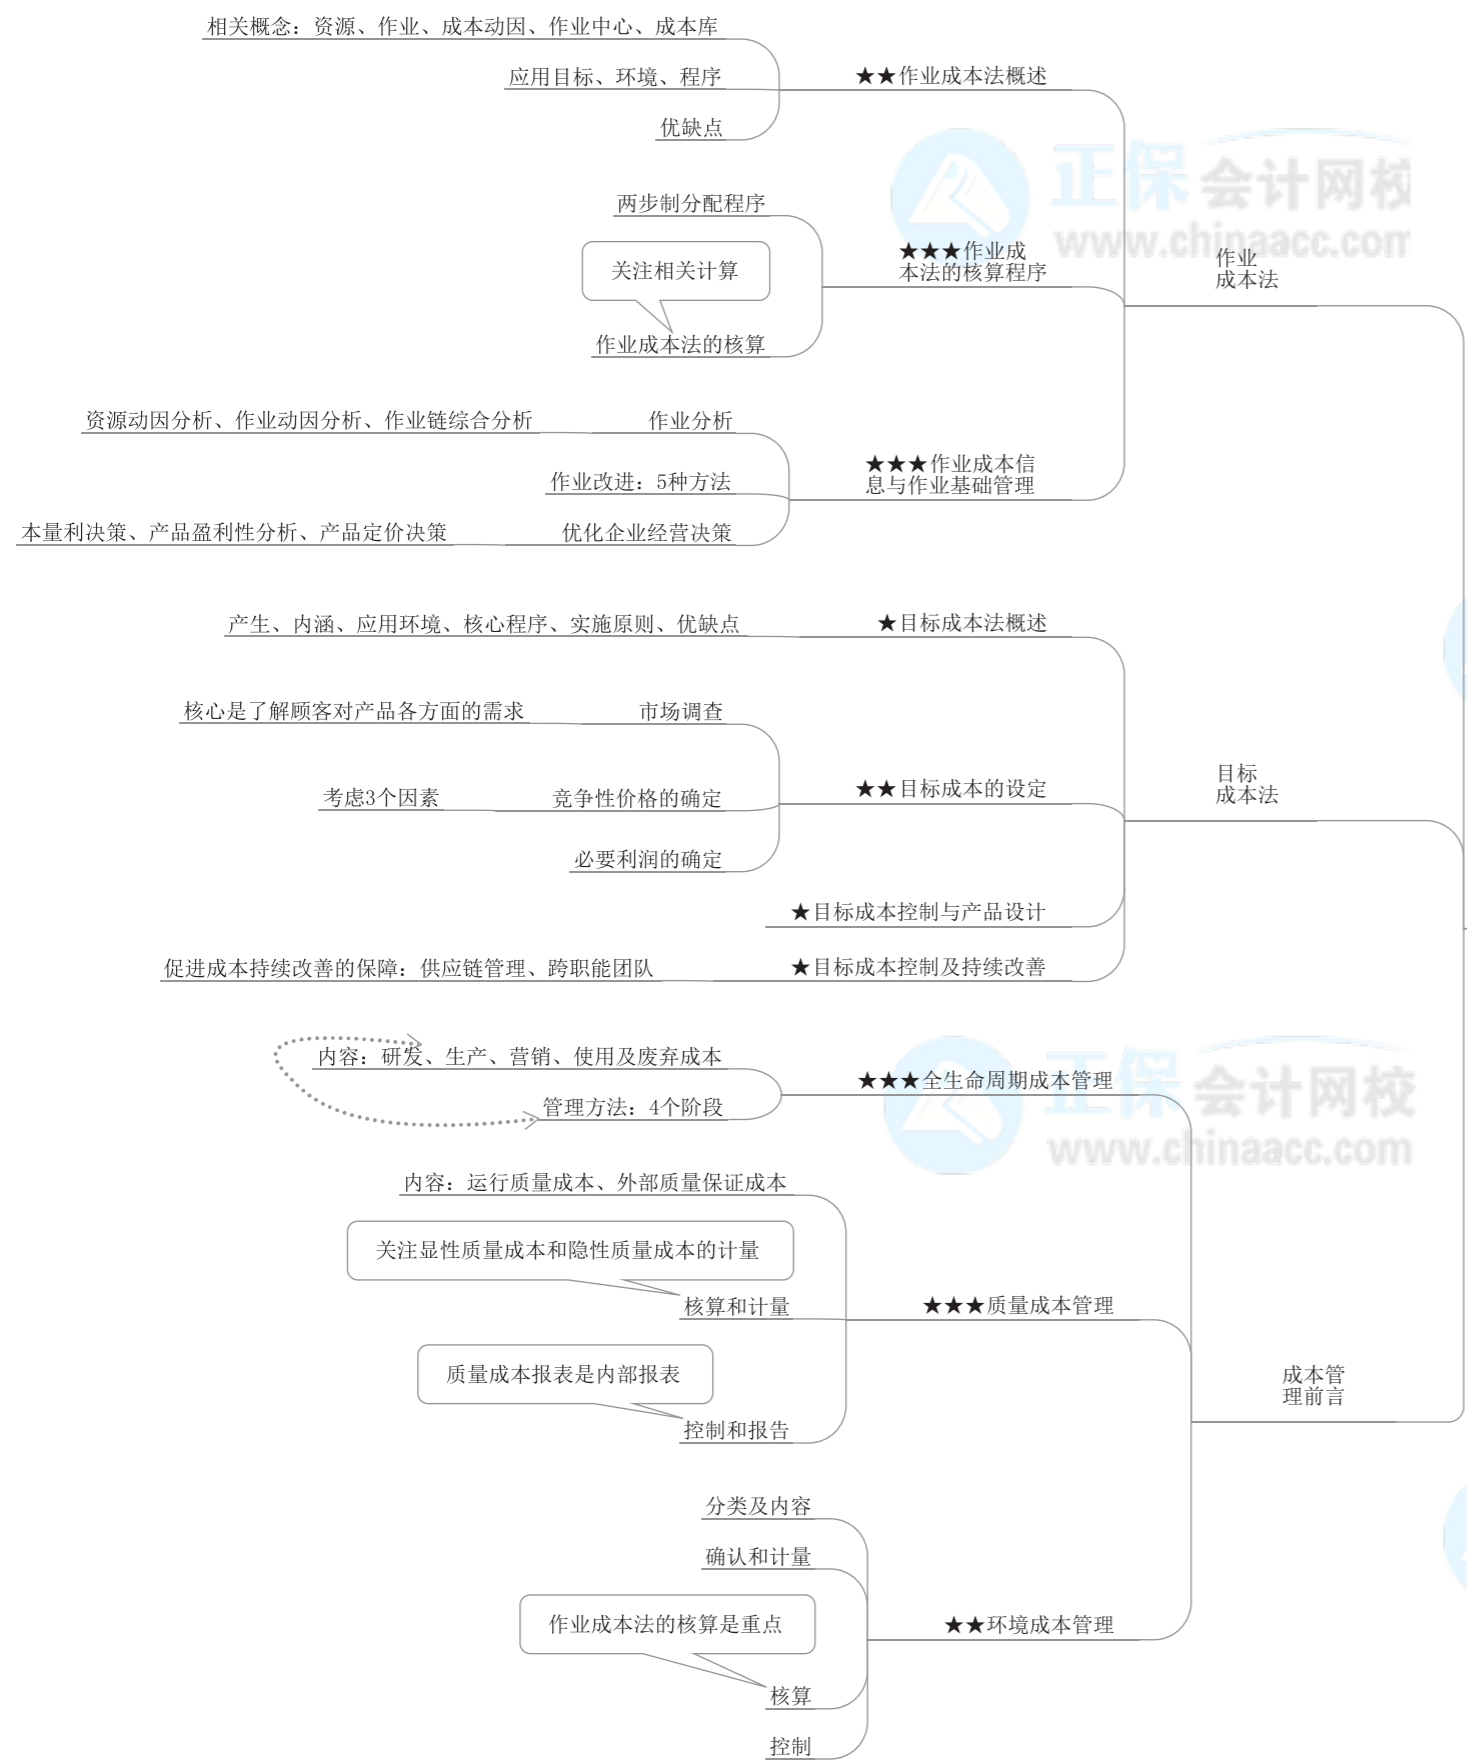 相关概念：资源、作业、成本动因、作业中心、成本库
应用目标、环境、程序
优缺点
★★作业成本法概述
正保会计网校
www.chinaacc.com
两步制分配程序
关注相关计算
作业成本法的核算
★★★作业成
本法的核算程序
作业
成本法
资源动因分析、作业动因分析、作业链综合分析
作业分析
作业改进：5种方法
本量利决策、产品盈利性分析、产品定价决策
优化企业经营决策
★★★作业成本信
息与作业基础管理
产生、内涵、应用环境、核心程序、实施原则、优缺点
★目标成本法概述
核心是了解顾客对产品各方面的需求
市场调查
考虑3个因素
竞争性价格的确定
必要利润的确定
★★目标成本的设定
目标
成本法
★目标成本控制与产品设计
促进成本持续改善的保障：供应链管理、跨职能团队
★目标成本控制及持续改善
内容：研发、生产、营销、使用及废弃成本
管理方法：4个阶段
★★★全生命周期成本管理
正保会计网校
www.chinaacc.com
内容：运行质量成本、外部质量保证成本
关注显性质量成本和隐性质量成本的计量
核算和计量
质量成本报表是内部报表
控制和报告
★★★质量成本管理
成本管
理前言
分类及内容
确认和计量
作业成本法的核算是重点
核算
控制
★★环境成本管理